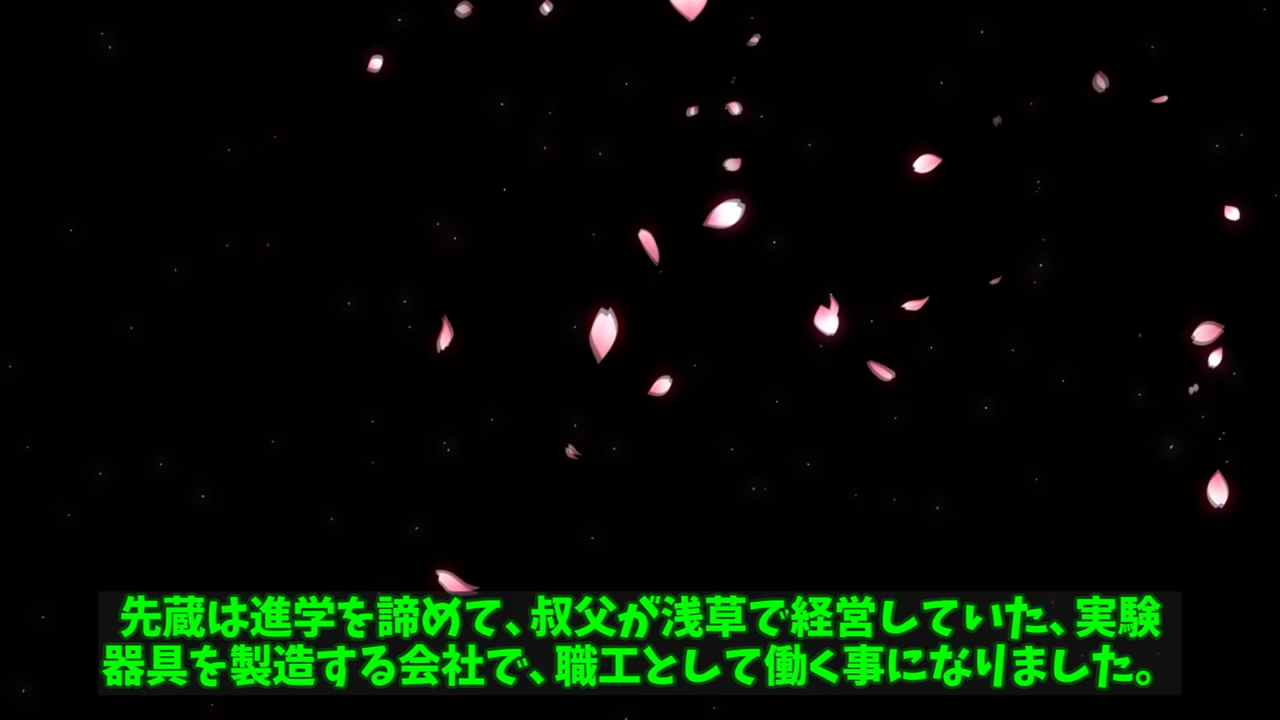 先蔵は進学を諦めて、叔父が浅草で経営していた、実験
器具を製造する会社で、職工として働く事になりました。